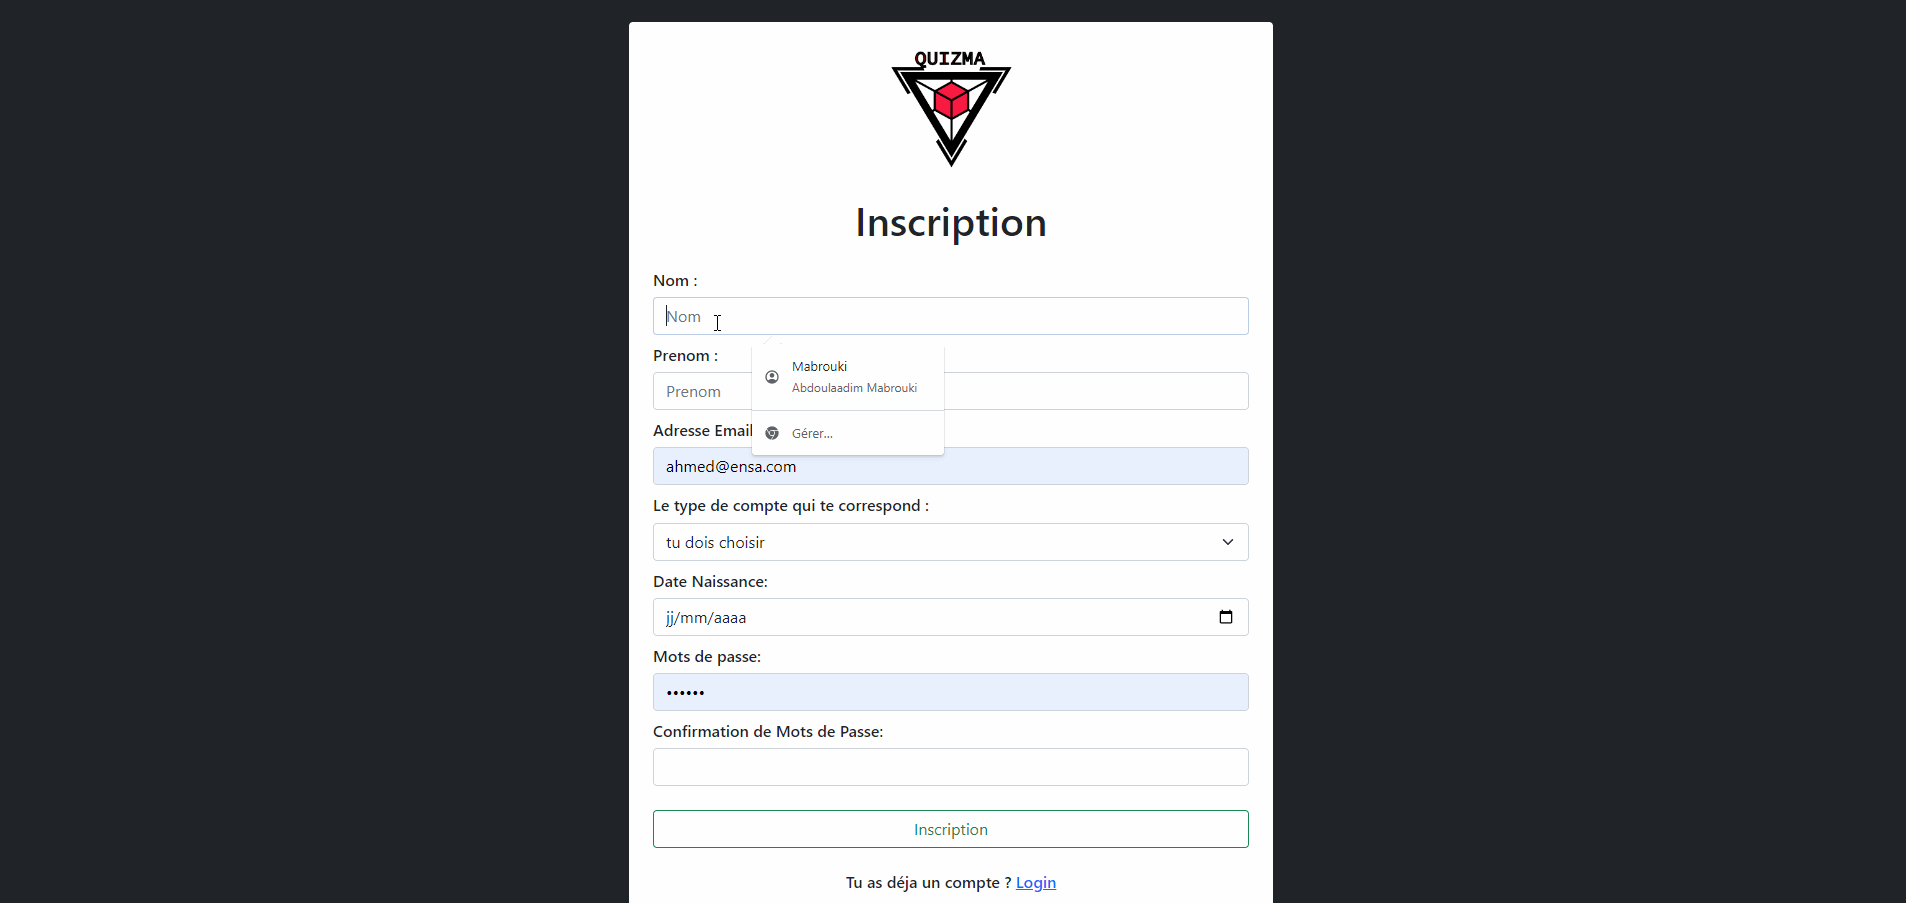 QUIZMA
Inscription
Nom :
Nom
Prenom :
Prenom
Mabrouki
Abdoulaadim Mabrouki
Gérer...
Adresse Email
ahmed@ensa.com
Le type de compte qui te correspond :
tu dois choisir
Date Naissance:
jj/mm/aaaa
Mots de passe:
••••••
Confirmation de Mots de Passe:
Inscription
Tu as déja un compte ? Login